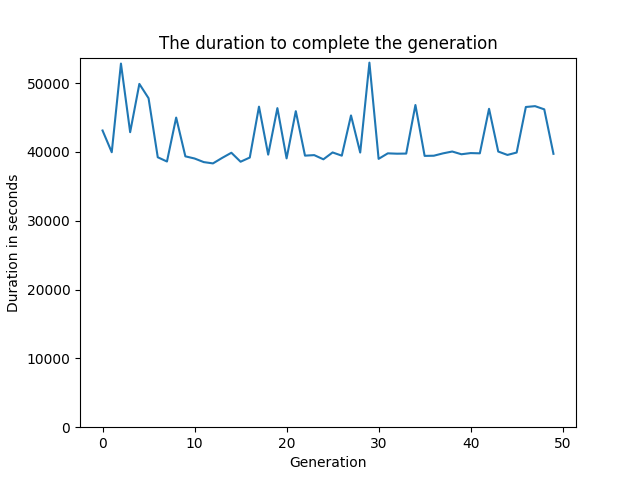 The duration to complete the generation
Duration in seconds
50000
40000
30000
20000
10000
0
0 10 20 30 40 50
Generation